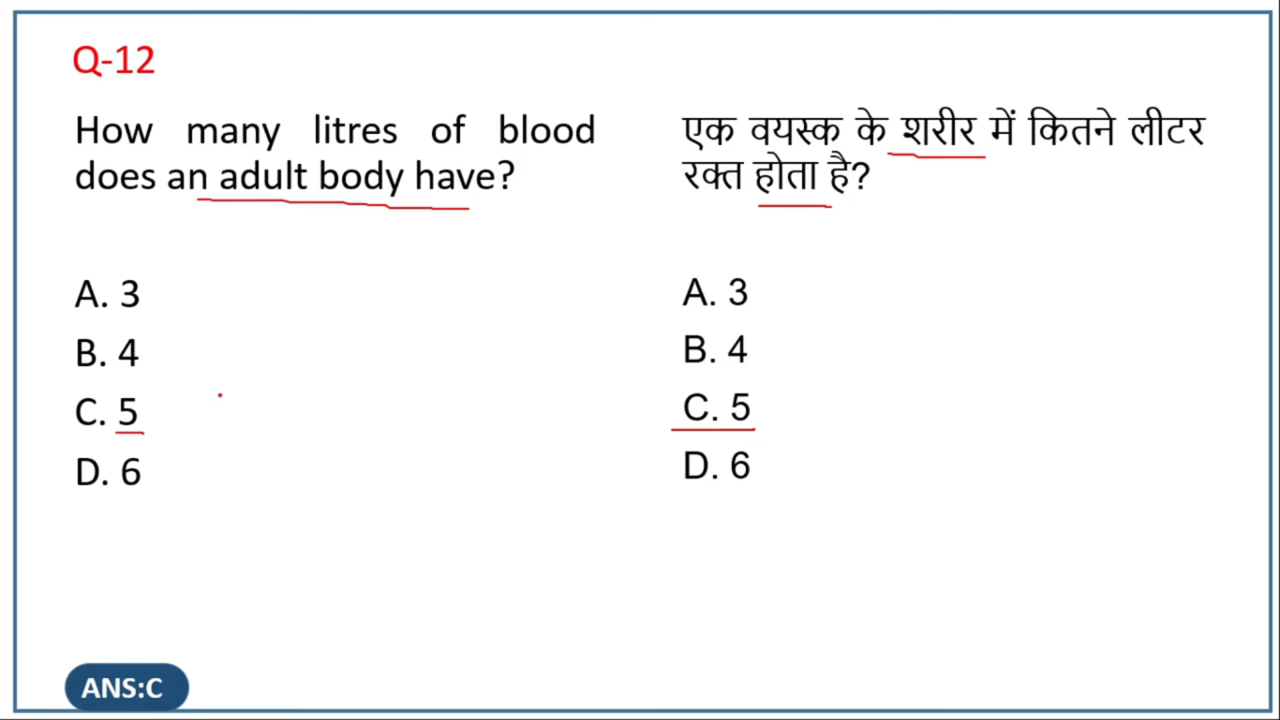 Q-12
How many litres of blood
does an adult body have?
A. 3
B. 4
C. 5
D. 6
एक वयस्क के शरीर में कितने लीटर
रक्त होता है?
A. 3
B. 4
C. 5
D. 6
ANS:C